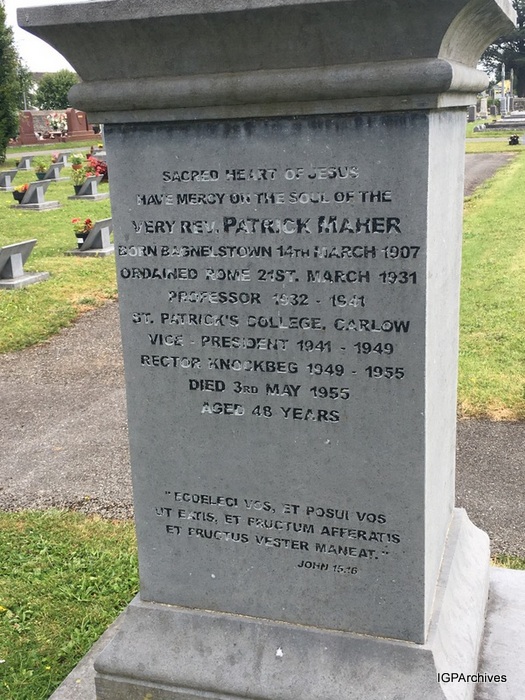 SACRED HEART OF JESUS
HAVE MERCY ON THE SOUL OF THE
VERY REV. PATRICK MAHER
BORN BAGNELSTOWN 14TH MARCH 1907
ORDAINED ROME 21ST. MARCH 1931
PROFESSOR 1932 - 1941
ST. PATRICK'S COLLEGE, CARLOW
VICE - PRESIDENT 1941 - 1949
RECTOR KNOCKBEG 1949 - 1955
DIED 3RD MAY 1955
AGED 48 YEARS
"EGOELEGI VOS, ET POSUI VOS
UT EATIS, ET FRUCTUM AFFERATIS
ET FRUCTUS VESTER MANEAT."
JOHN 15:16
IGPArchives